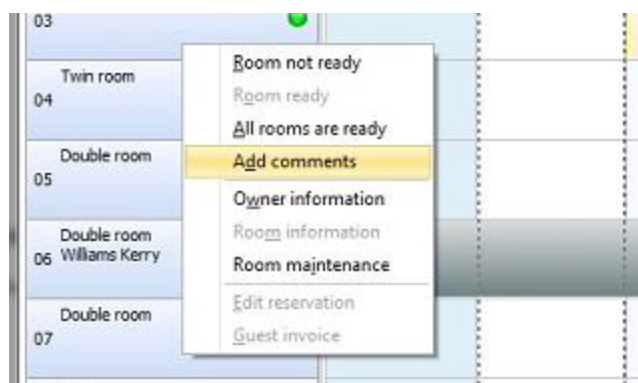 03
Twin room
04
Double room
05
Double room
06 Williams Kerry
Double room
07
Room not ready
Room ready
All rooms are ready
Add comments
Owner information
Room information
Room maintenance
Edit reservation
Guest invoice